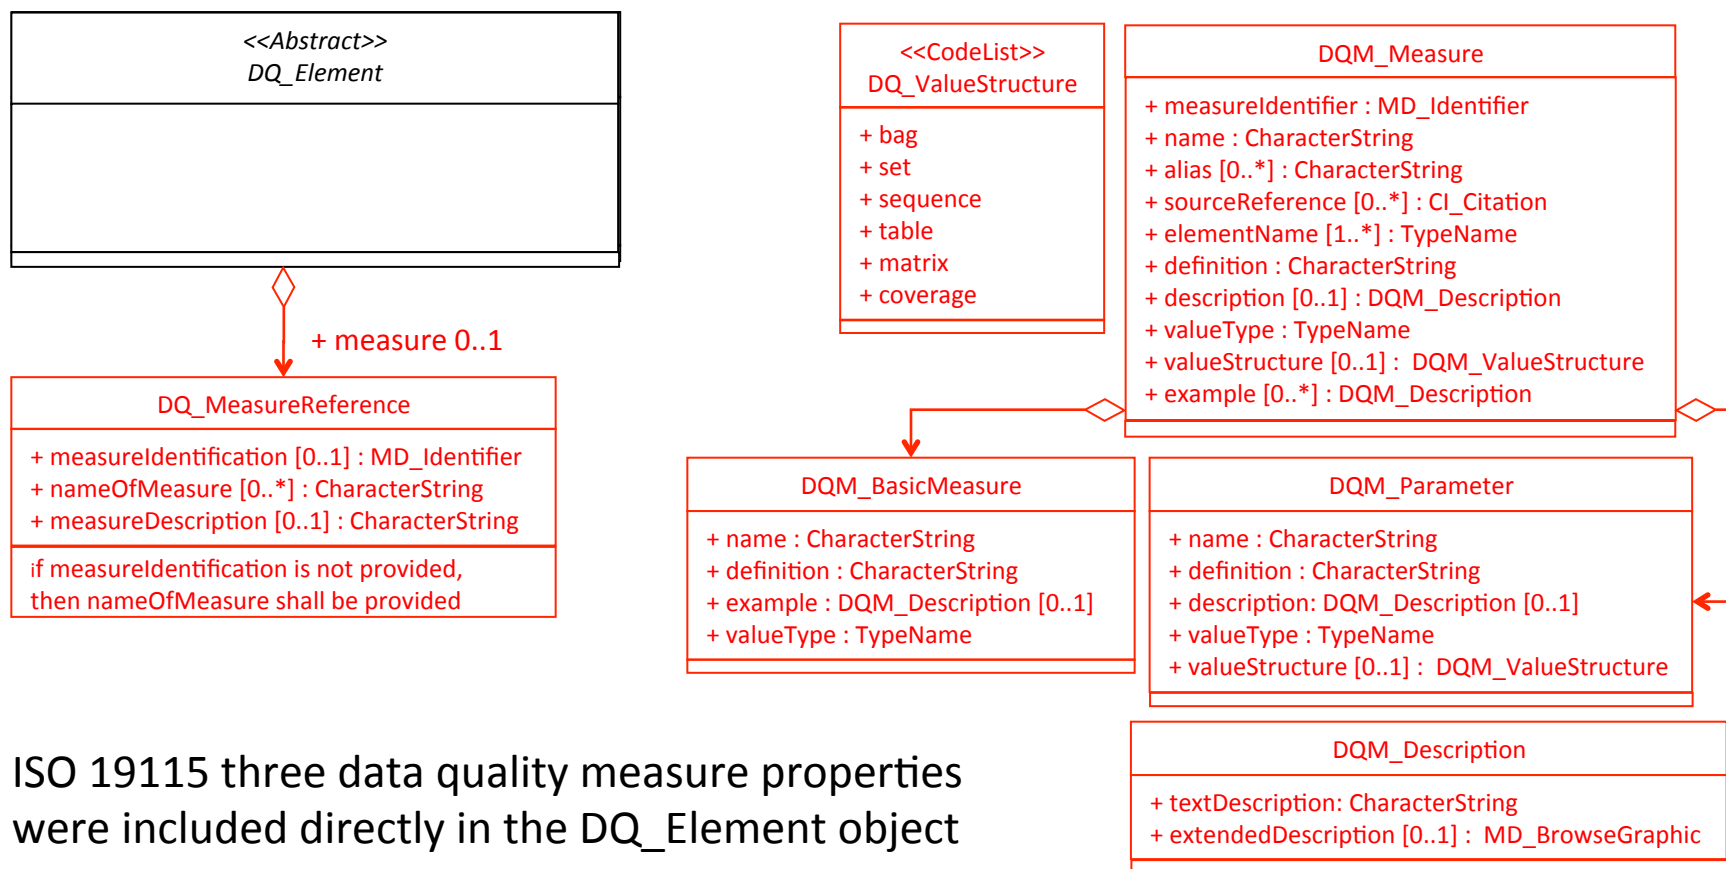 <<Abstract>>
DQ_Element
+ measure 0..1
DQ_MeasureReference
+ measureIdentification [0..1] : MD_Identifier
+ nameOfMeasure [0..*] : CharacterString
+ measureDescription [0..1] : CharacterString
if measureIdentification is not provided,
then nameOfMeasure shall be provided
<<CodeList>>
DQ_ValueStructure
+ bag
+ set
+ sequence
+ table
+ matrix
+ coverage
DQM_Measure
+ measureIdentifier : MD_Identifier
+ name : CharacterString
+ alias [0..*] : CharacterString
+ sourceReference [0..*] : CI_Citation
+ elementName [1..*] : TypeName
+ definition : CharacterString
+ description [0..1] : DQM_Description
+ valueType : TypeName
+ valueStructure [0..1] : DQM_ValueStructure
+ example [0..*] : DQM_Description
DQM_BasicMeasure
+ name : CharacterString
+ definition : CharacterString
+ example : DQM_Description [0..1]
+ valueType : TypeName
DQM_Parameter
+ name : CharacterString
+ definition : CharacterString
+ description: DQM_Description [0..1]
+ valueType : TypeName
+ valueStructure [0..1] : DQM_ValueStructure
DQM_Description
+ textDescription: CharacterString
+ extendedDescription [0..1] : MD_BrowseGraphic
ISO 19115 three data quality measure properties
were included directly in the DQ_Element object